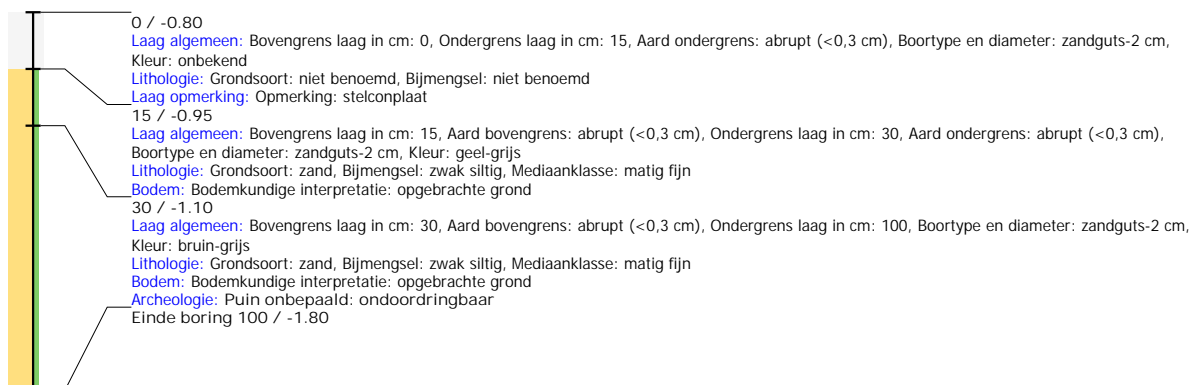 0 / -0.80
Laag algemeen: Bovengrens laag in cm: 0, Ondergrens laag in cm: 15, Aard ondergrens: abrupt (<0,3 cm), Boortype en diameter: zandguts-2 cm,
Kleur: onbekend
Lithologie: Grondsoort: niet benoemd, Bijmengsel: niet benoemd
Laag opmerking: Opmerking: stelconplaat
15 / -0.95
Laag algemeen: Bovengrens laag in cm: 15, Aard bovengrens: abrupt (<0,3 cm), Ondergrens laag in cm: 30, Aard ondergrens: abrupt (<0,3 cm),
Boortype en diameter: zandguts-2 cm, Kleur: geel-grijs
Lithologie: Grondsoort: zand, Bijmengsel: zwak siltig, Mediaanklasse: matig fijn
Bodem: Bodemkundige interpretatie: opgebrachte grond
30 / -1.10
Laag algemeen: Bovengrens laag in cm: 30, Aard bovengrens: abrupt (<0,3 cm), Ondergrens laag in cm: 100, Boortype en diameter: zandguts-2 cm,
Kleur: bruin-grijs
Lithologie: Grondsoort: zand, Bijmengsel: zwak siltig, Mediaanklasse: matig fijn
Bodem: Bodemkundige interpretatie: opgebrachte grond
Archeologie: Puin onbepaald: ondoordringbaar
Einde boring 100 / -1.80